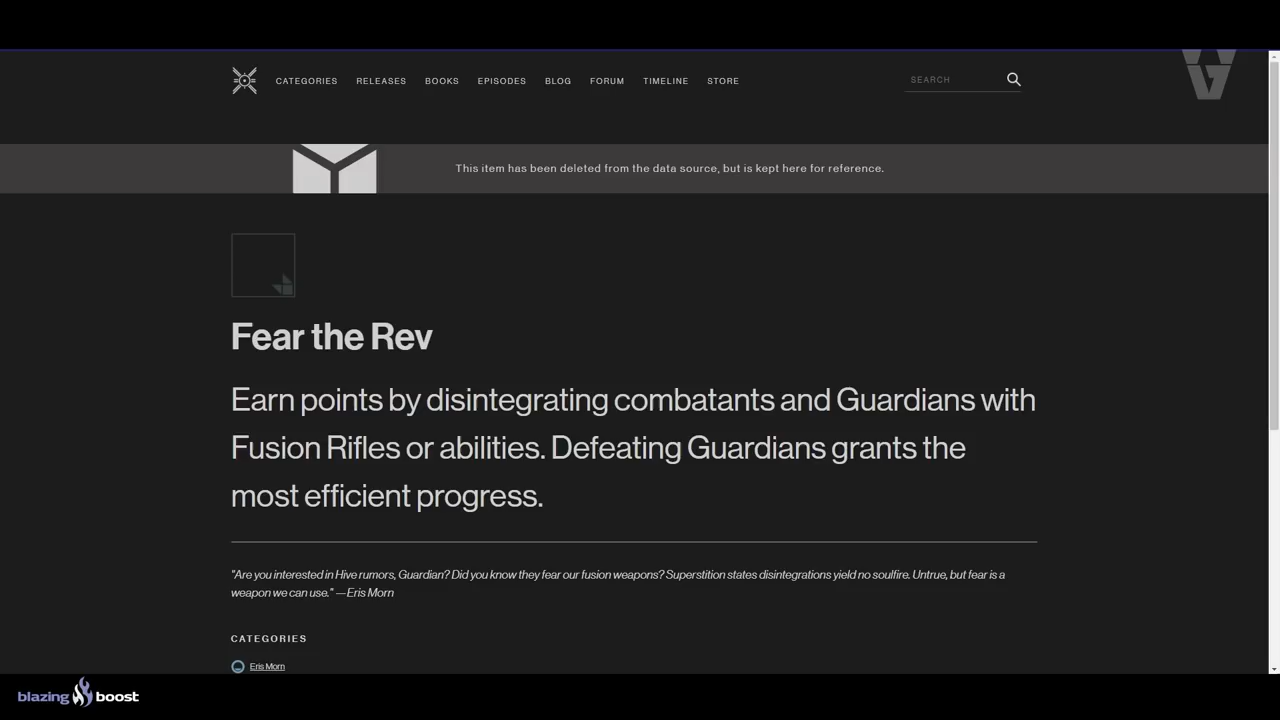 CATEGORIES RELEASES BOOKS EPISODES BLOG FORUM TIMELINE STORE SEARCH
This item has been deleted from the data source, but is kept here for reference.
Fear the Rev
Earn points by disintegrating combatants and Guardians with
Fusion Rifles or abilities. Defeating Guardians grants the
most efficient progress.
"Are you interested in Hive rumors, Guardian? Did you know they fear our fusion weapons? Superstition states disintegrations yield no soulfire. Untrue, but fear is a
weapon we can use." —Eris Morn
CATEGORIES
Eris Morn
blazing boost